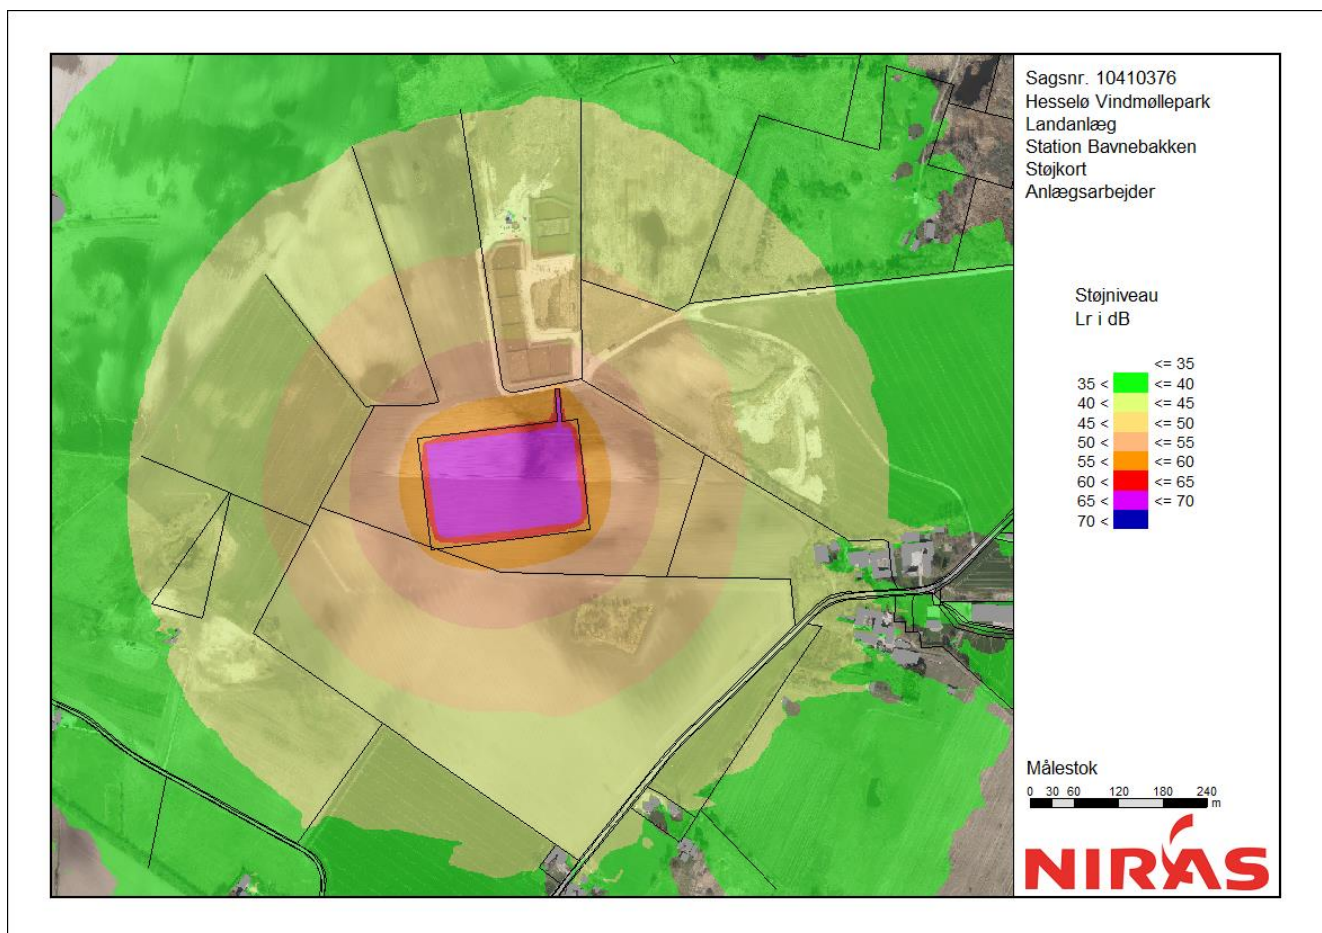 Sagsnr. 10410376
Hesselø Vindmøllepark
Landanlæg
Station Bavnebakken
Støjkort
Anlægsarbejder
Støjniveau
Lr i dB
<= 35
35 < <= 40
40 < <= 45
45 < <= 50
50 < <= 55
55 < <= 60
60 < <= 65
65 < <= 70
70 <
Målestok
0 30 60 120 180 240
m
NIRAS